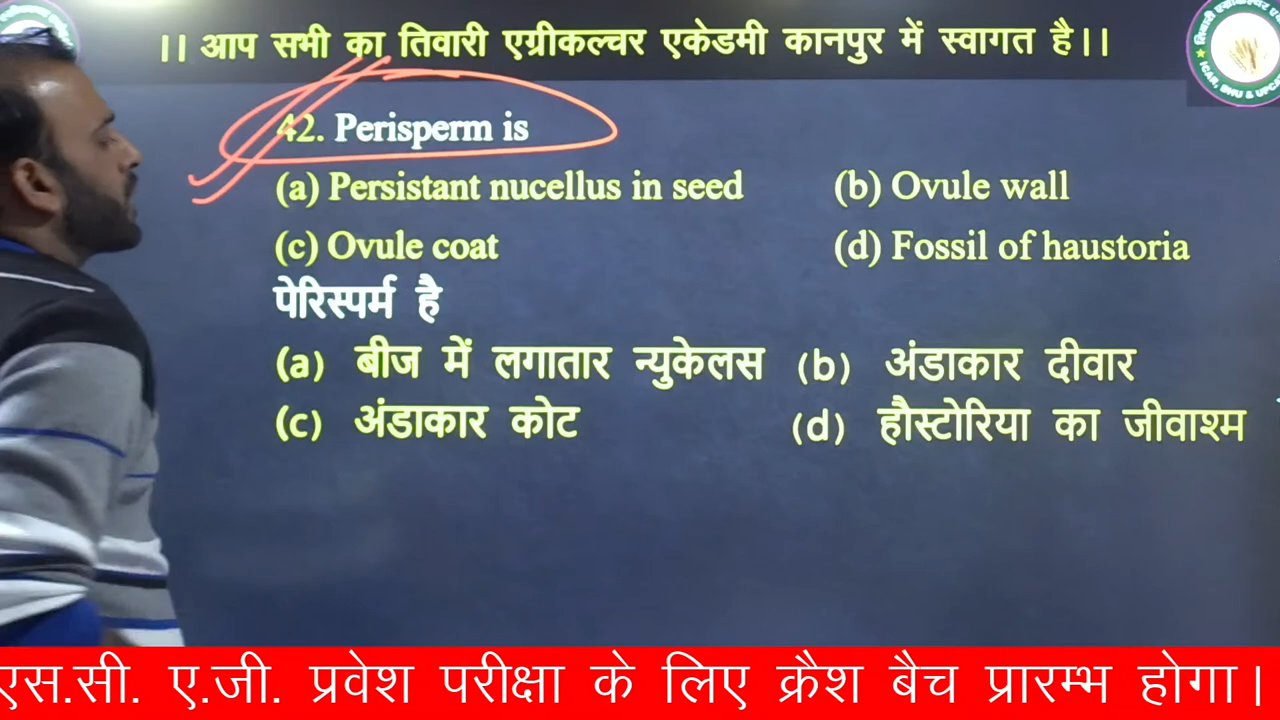 ।। आप सभी का तिवारी एग्रीकल्चर एकेडमी कानपुर में स्वागत है।।
42. Perisperm is
(a) Persistant nucellus in seed (b) Ovule wall
(c) Ovule coat (d) Fossil of haustoria
पेरिस्पर्म है
(a) बीज में लगातार न्युकेलस (b) अंडाकार दीवार
(c) अंडाकार कोट (d) हौस्टोरिया का जीवाश्म
एस.सी. ए.जी. प्रवेश परीक्षा के लिए क्रैश बैच प्रारम्भ होगा।